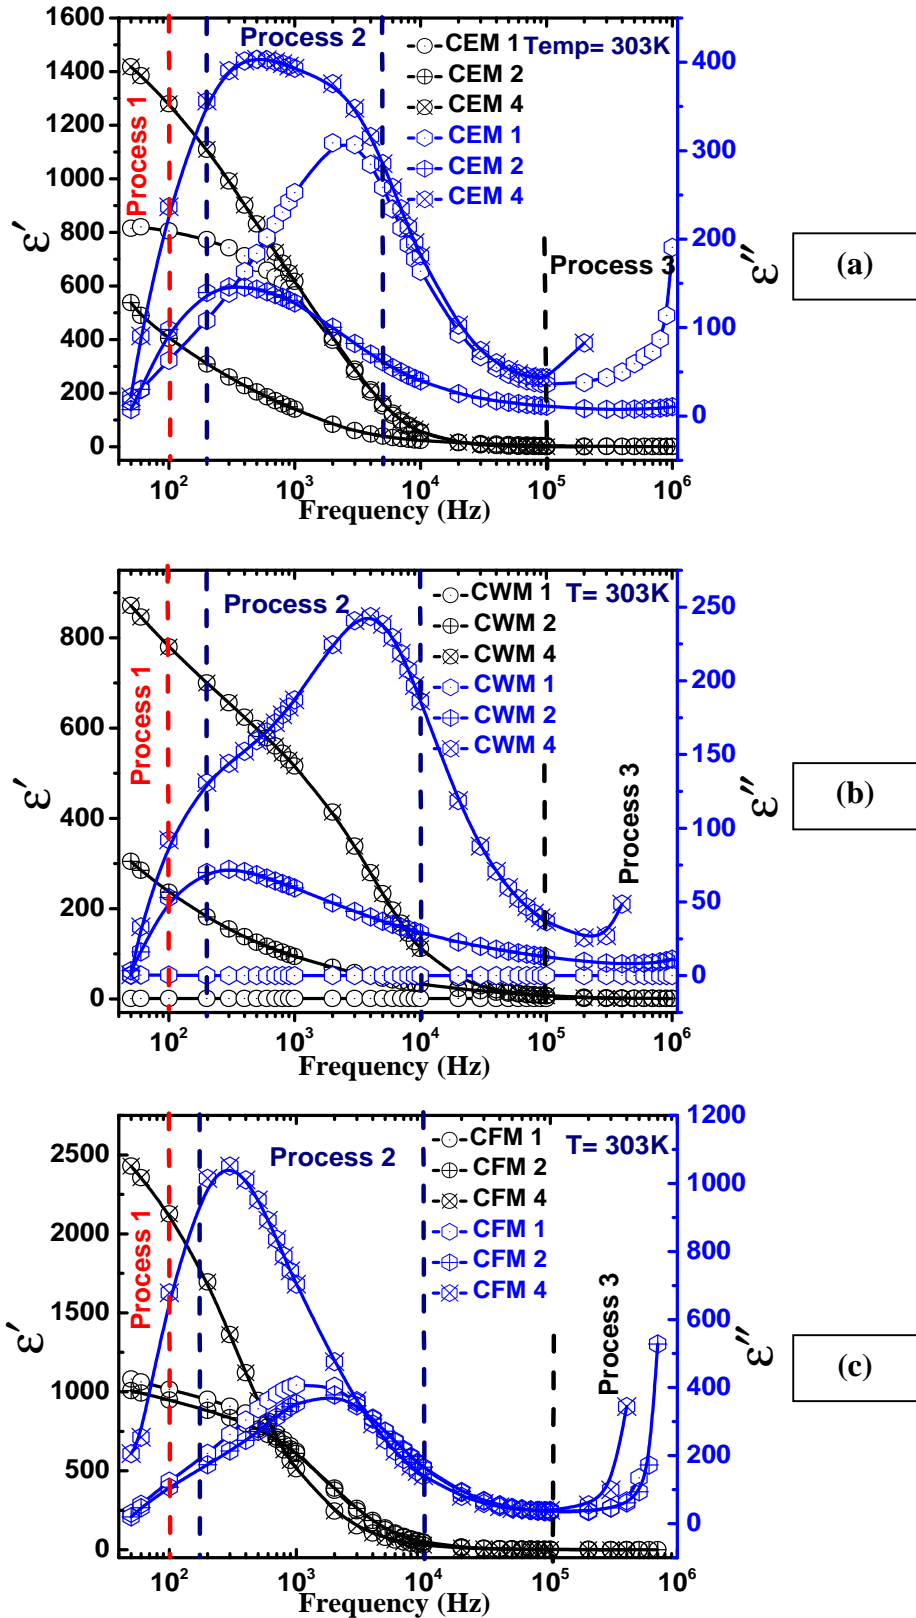 1600
1400
1200
1000
800
600
400
200
0
ε′
Process 1
Process 2
Process 3
CEM 1
CEM 2
CEM 4
CEM 1
CEM 2
CEM 4
Temp= 303K
400
300
200
100
0
ε″
10² 10³ 10⁴ 10⁵ 10⁶
Frequency (Hz)
(a)
800
600
400
200
0
ε′
Process 1
Process 2
Process 3
CWM 1
CWM 2
CWM 4
CWM 1
CWM 2
CWM 4
T= 303K
250
200
150
100
50
0
ε″
10² 10³ 10⁴ 10⁵ 10⁶
Frequency (Hz)
(b)
2500
2000
1500
1000
500
0
ε′
Process 1
Process 2
Process 3
CFM 1
CFM 2
CFM 4
CFM 1
CFM 2
CFM 4
T= 303K
1200
1000
800
600
400
200
0
ε″
10² 10³ 10⁴ 10⁵ 10⁶
Frequency (Hz)
(c)